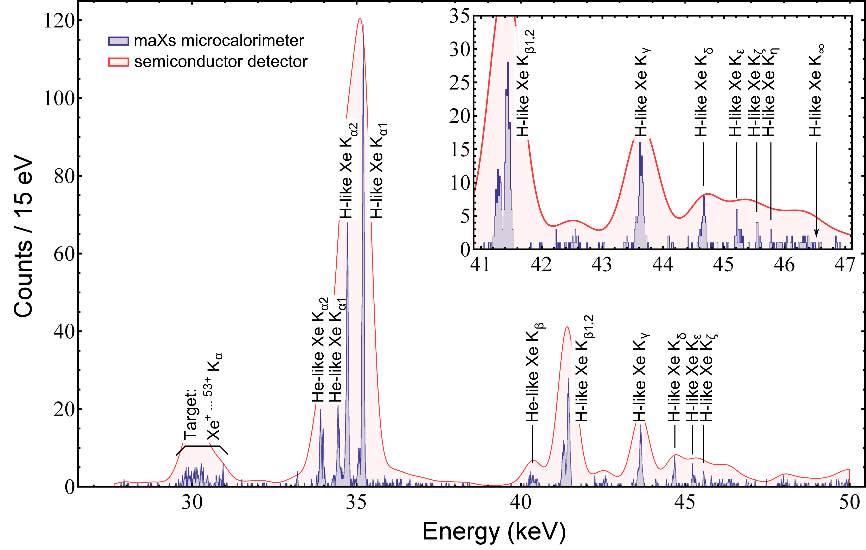 120
100
80
60
40
20
0
Counts / 15 eV
30
35
40
45
50
Energy (keV)
maXs microcalorimeter
semiconductor detector
Target:
Xe⁺ ... ⁵³⁺ Kα
He-like Xe Kα2
He-like Xe Kα1
H-like Xe Kα2
H-like Xe Kα1
He-like Xe Kβ
H-like Xe Kβ1.2
H-like Xe Kγ
H-like Xe Kδ
H-like Xe Kε
H-like Xe Kζ
35
30
25
20
15
10
5
0
41
42
43
44
45
46
47
H-like Xe Kβ1.2
H-like Xe Kγ
H-like Xe Kδ
H-like Xe Kε
H-like Xe Kζ
H-like Xe Kη
H-like Xe K∞